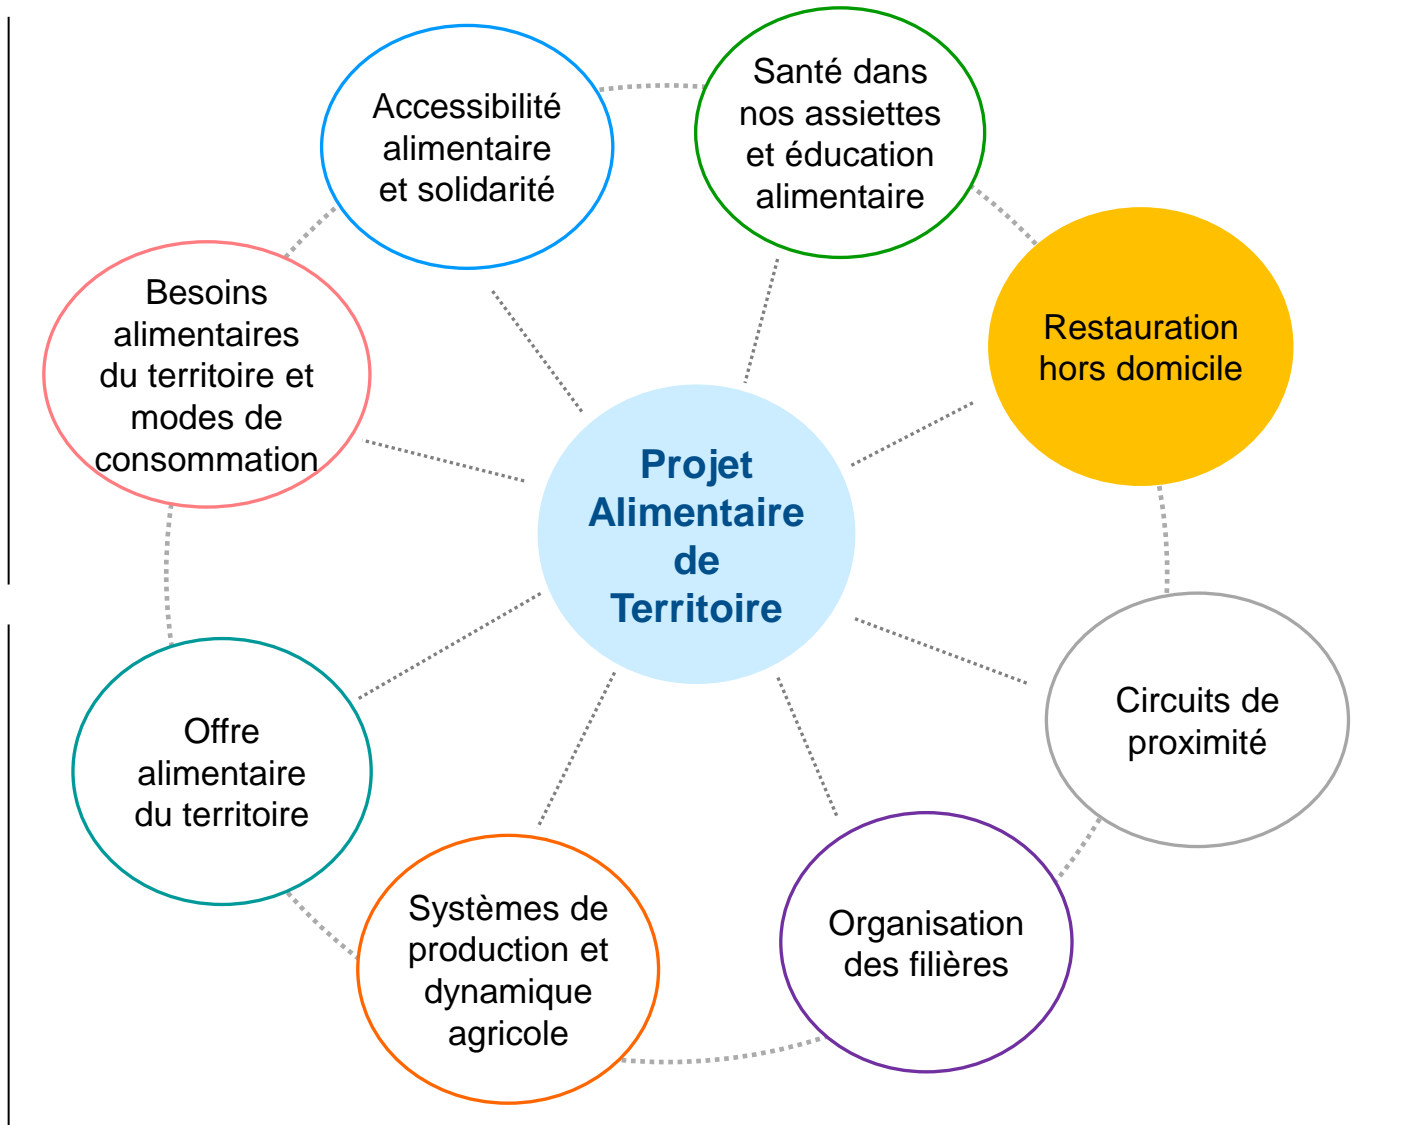 Accessibilité
alimentaire
et solidarité
Santé dans
nos assiettes
et éducation
alimentaire
Restauration
hors domicile
Besoins
alimentaires
du territoire et
modes de
consommation
Projet
Alimentaire
de
Territoire
Circuits de
proximité
Offre
alimentaire
du territoire
Systèmes de
production et
dynamique
agricole
Organisation
des filières